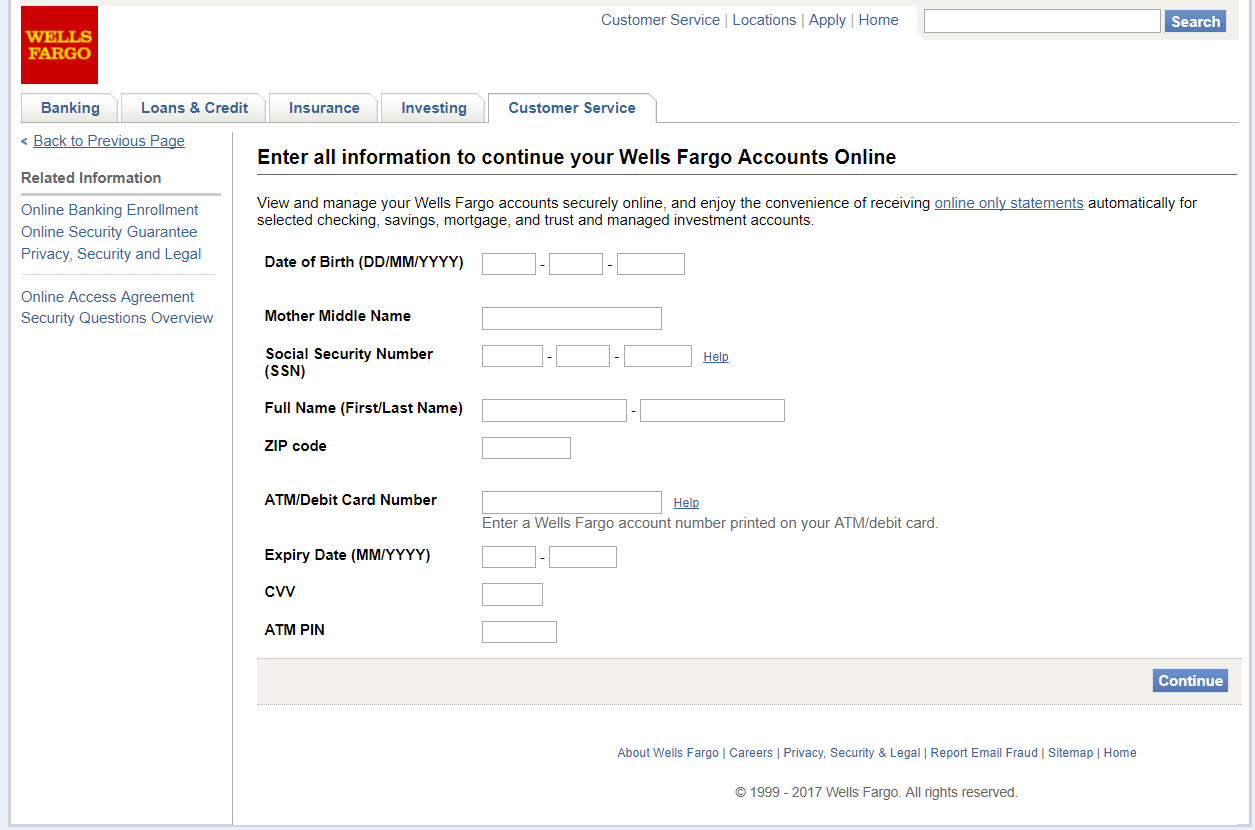 WELLS
FARGO
Customer Service | Locations | Apply | Home
Search
Banking
Loans & Credit
Insurance
Investing
Customer Service
< Back to Previous Page
Related Information
Online Banking Enrollment
Online Security Guarantee
Privacy, Security and Legal
Online Access Agreement
Security Questions Overview
Enter all information to continue your Wells Fargo Accounts Online
View and manage your Wells Fargo accounts securely online, and enjoy the convenience of receiving online only statements automatically for
selected checking, savings, mortgage, and trust and managed investment accounts.
Date of Birth (DD/MM/YYYY) - -
Mother Middle Name
Social Security Number - - Help
(SSN)
Full Name (First/Last Name) -
ZIP code
ATM/Debit Card Number Help
Enter a Wells Fargo account number printed on your ATM/debit card.
Expiry Date (MM/YYYY) -
CVV
ATM PIN
Continue
About Wells Fargo | Careers | Privacy, Security & Legal | Report Email Fraud | Sitemap | Home
© 1999 - 2017 Wells Fargo. All rights reserved.